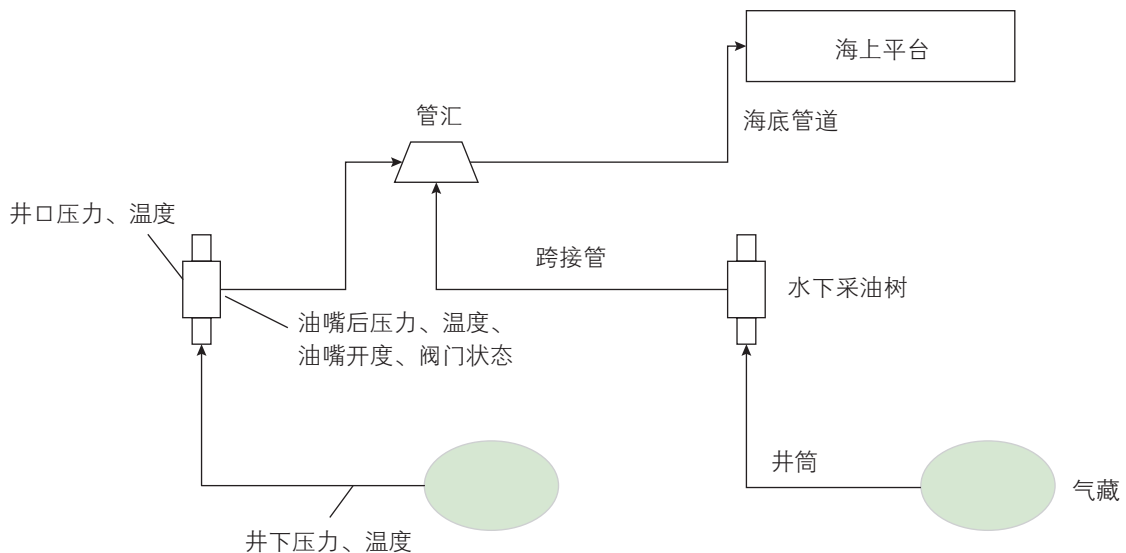 海上平台
管汇
海底管道
井口压力、温度
跨接管
水下采油树
油嘴后压力、温度、
油嘴开度、阀门状态
井筒
气藏
井下压力、温度